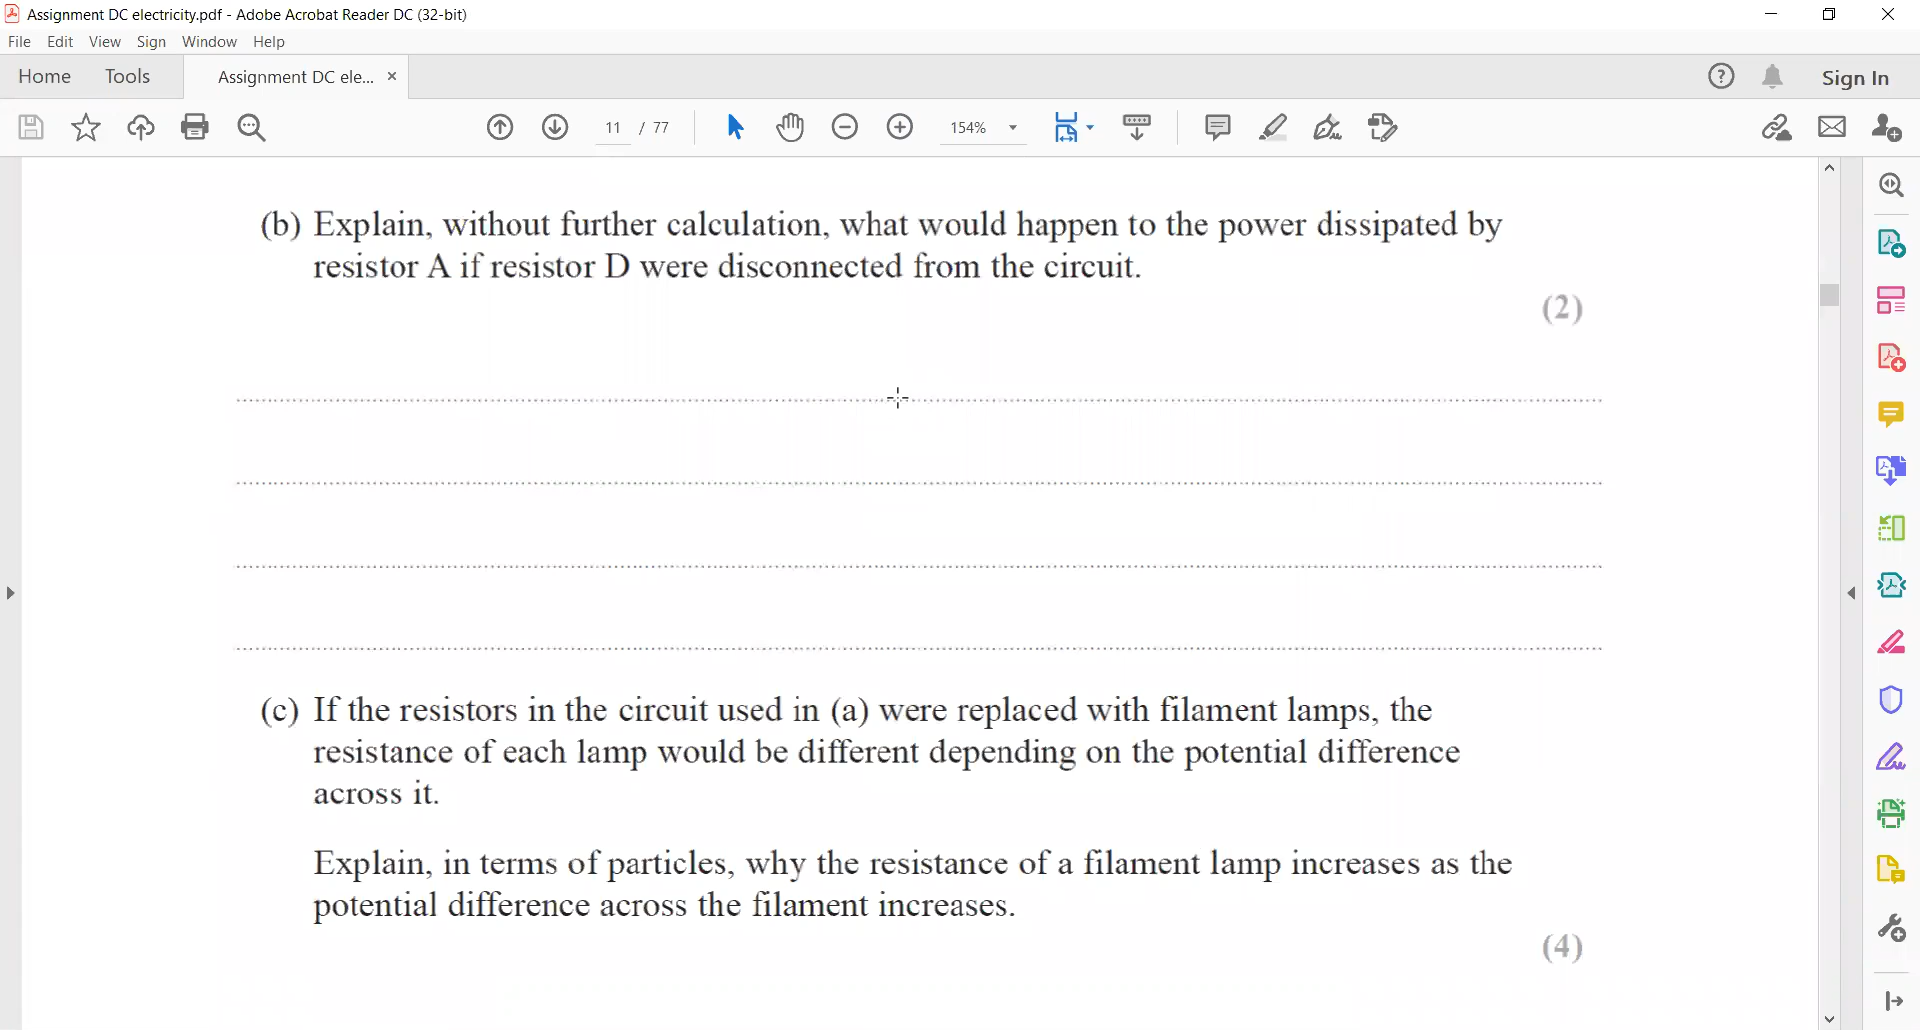 Assignment DC electricity.pdf - Adobe Acrobat Reader DC (32-bit)
File Edit View Sign Window Help
Home Tools Assignment DC ele... × Sign In
11 / 77 154%
(b) Explain, without further calculation, what would happen to the power dissipated by
resistor A if resistor D were disconnected from the circuit.
(2)
(c) If the resistors in the circuit used in (a) were replaced with filament lamps, the
resistance of each lamp would be different depending on the potential difference
across it.
Explain, in terms of particles, why the resistance of a filament lamp increases as the
potential difference across the filament increases.
(4)